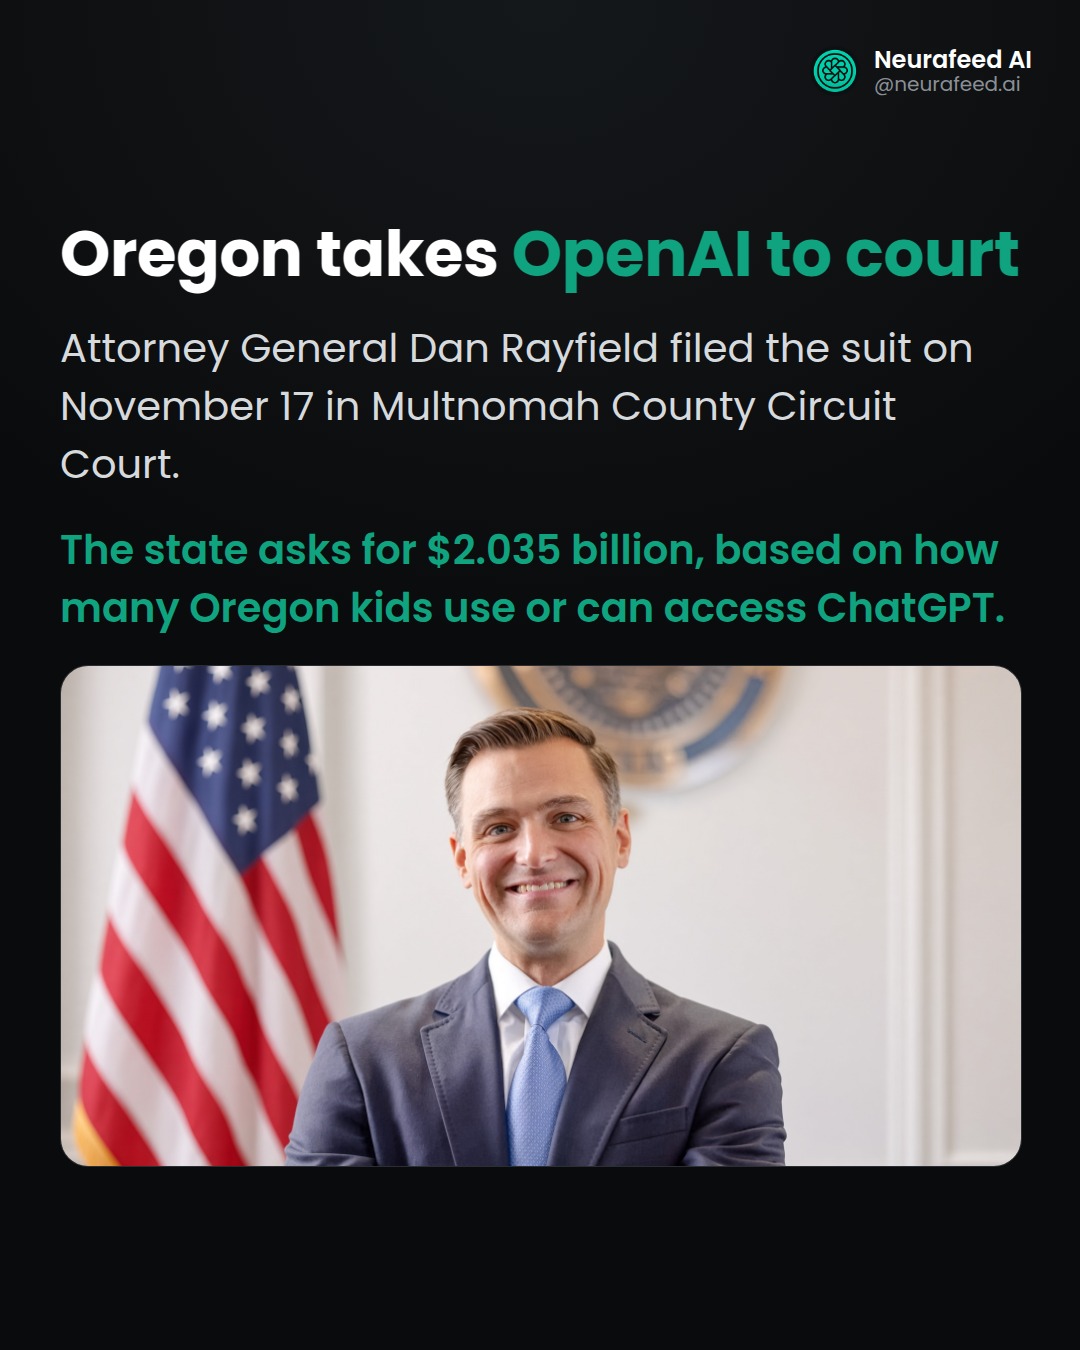 Neurafeed AI
@neurafeed.ai
Oregon takes OpenAI to court
Attorney General Dan Rayfield filed the suit on
November 17 in Multnomah County Circuit
Court.
The state asks for $2.035 billion, based on how
many Oregon kids use or can access ChatGPT.